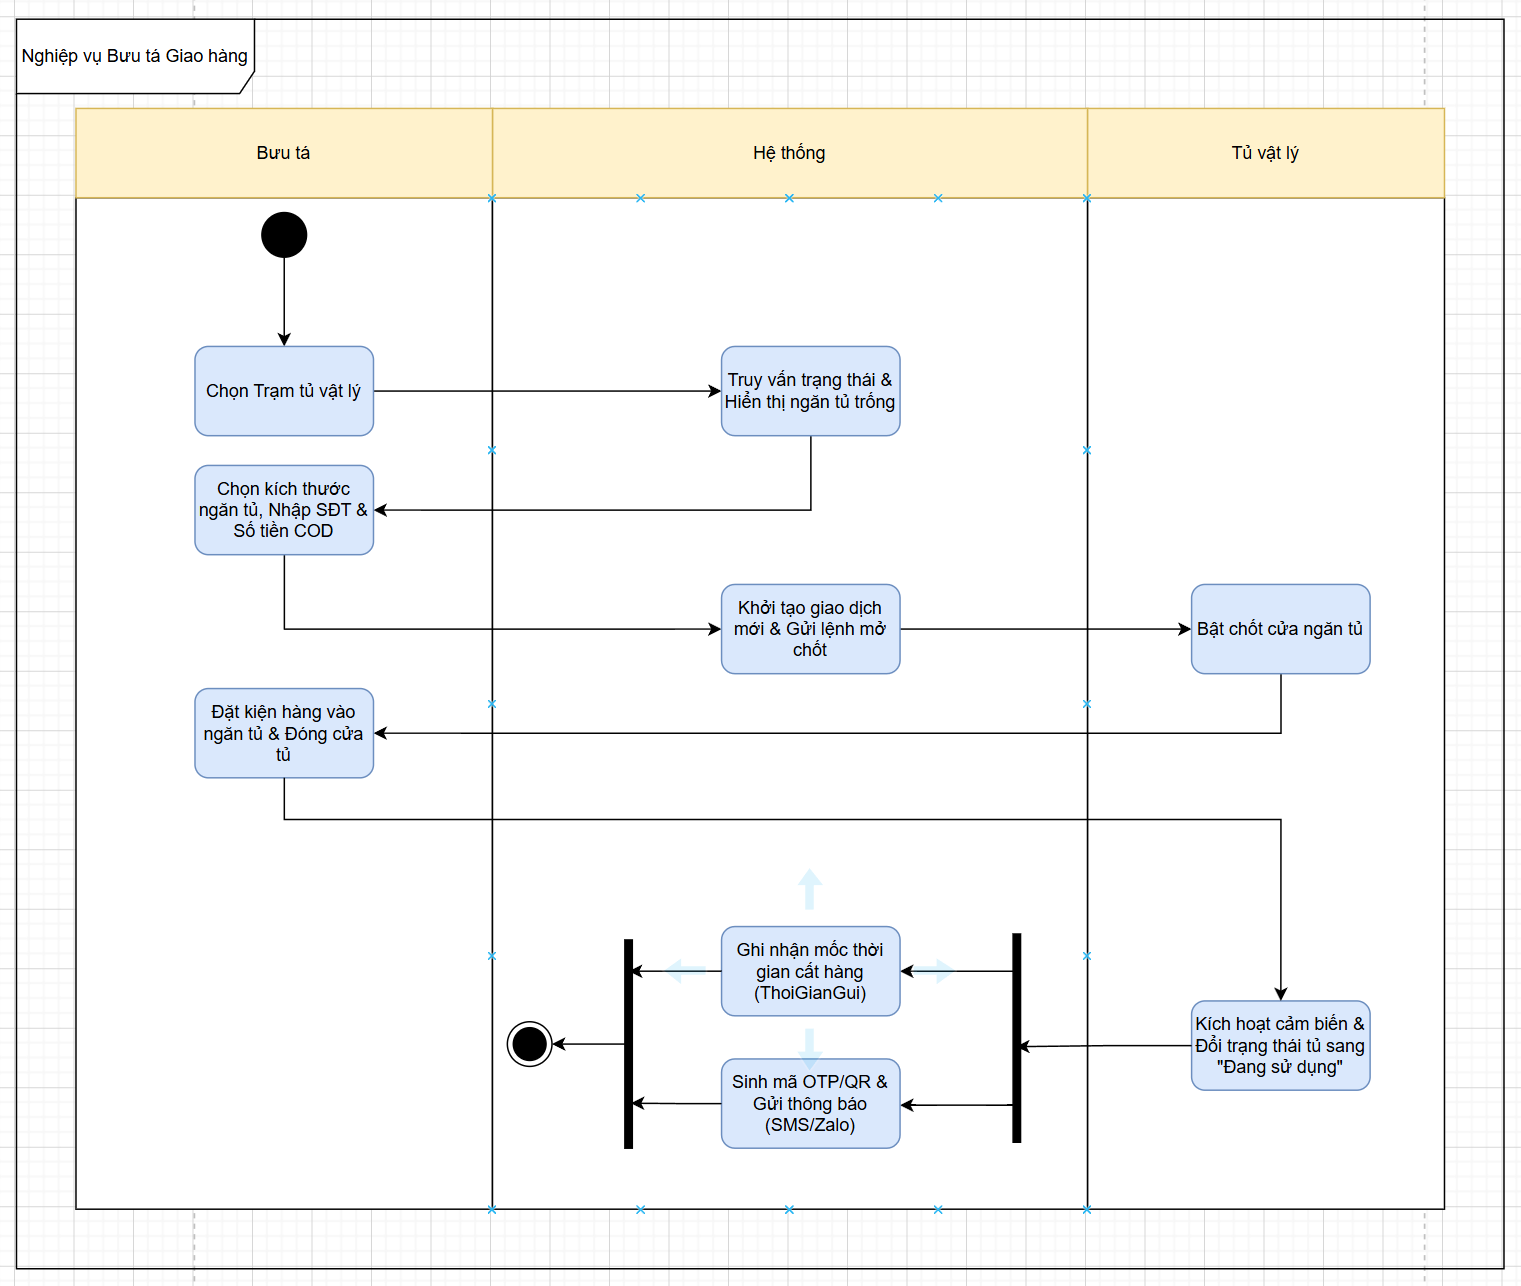 Nghiệp vụ Bưu tá Giao hàng
Bưu tá
Hệ thống
Tủ vật lý
Chọn Trạm tủ vật lý
Truy vấn trạng thái &
Hiển thị ngăn tủ trống
Chọn kích thước
ngăn tủ, Nhập SĐT &
Số tiền COD
Khởi tạo giao dịch
mới & Gửi lệnh mở
chốt
Bật chốt cửa ngăn tủ
Đặt kiện hàng vào
ngăn tủ & Đóng cửa
tủ
Ghi nhận mốc thời
gian cất hàng
(ThoiGianGui)
Kích hoạt cảm biến &
Đổi trạng thái tủ sang
"Đang sử dụng"
Sinh mã OTP/QR &
Gửi thông báo
(SMS/Zalo)